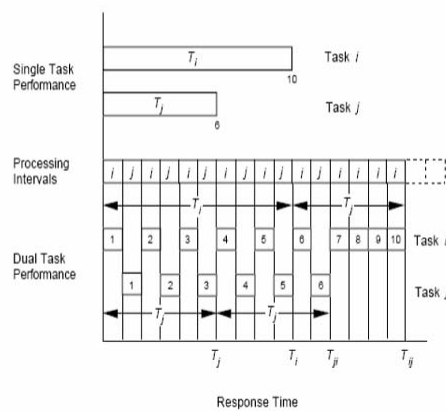 T_i Task i
Single Task
Performance
10
T_j Task j
6
Processing
Intervals
i j i j i j i j i j i j i i i i
T_i T_j
1 2 3 4 5 6 7 8 9 10 Task
Dual Task
Performance
1 2 3 4 5 6 Task
T_j T_j
T_j T_i T_ji T_ij
Response Time